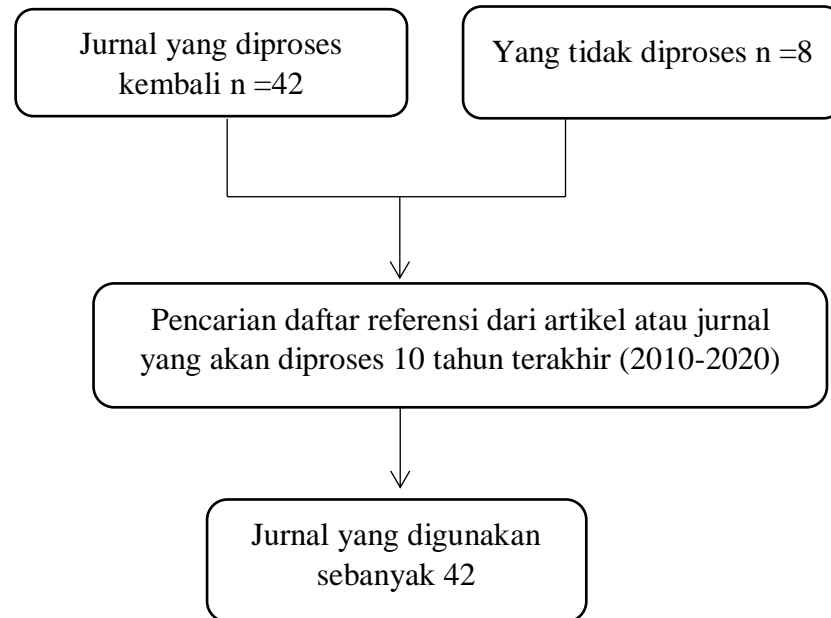 Jurnal yang diproses
kembali n =42
Yang tidak diproses n =8
Pencarian daftar referensi dari artikel atau jurnal
yang akan diproses 10 tahun terakhir (2010-2020)
Jurnal yang digunakan
sebanyak 42